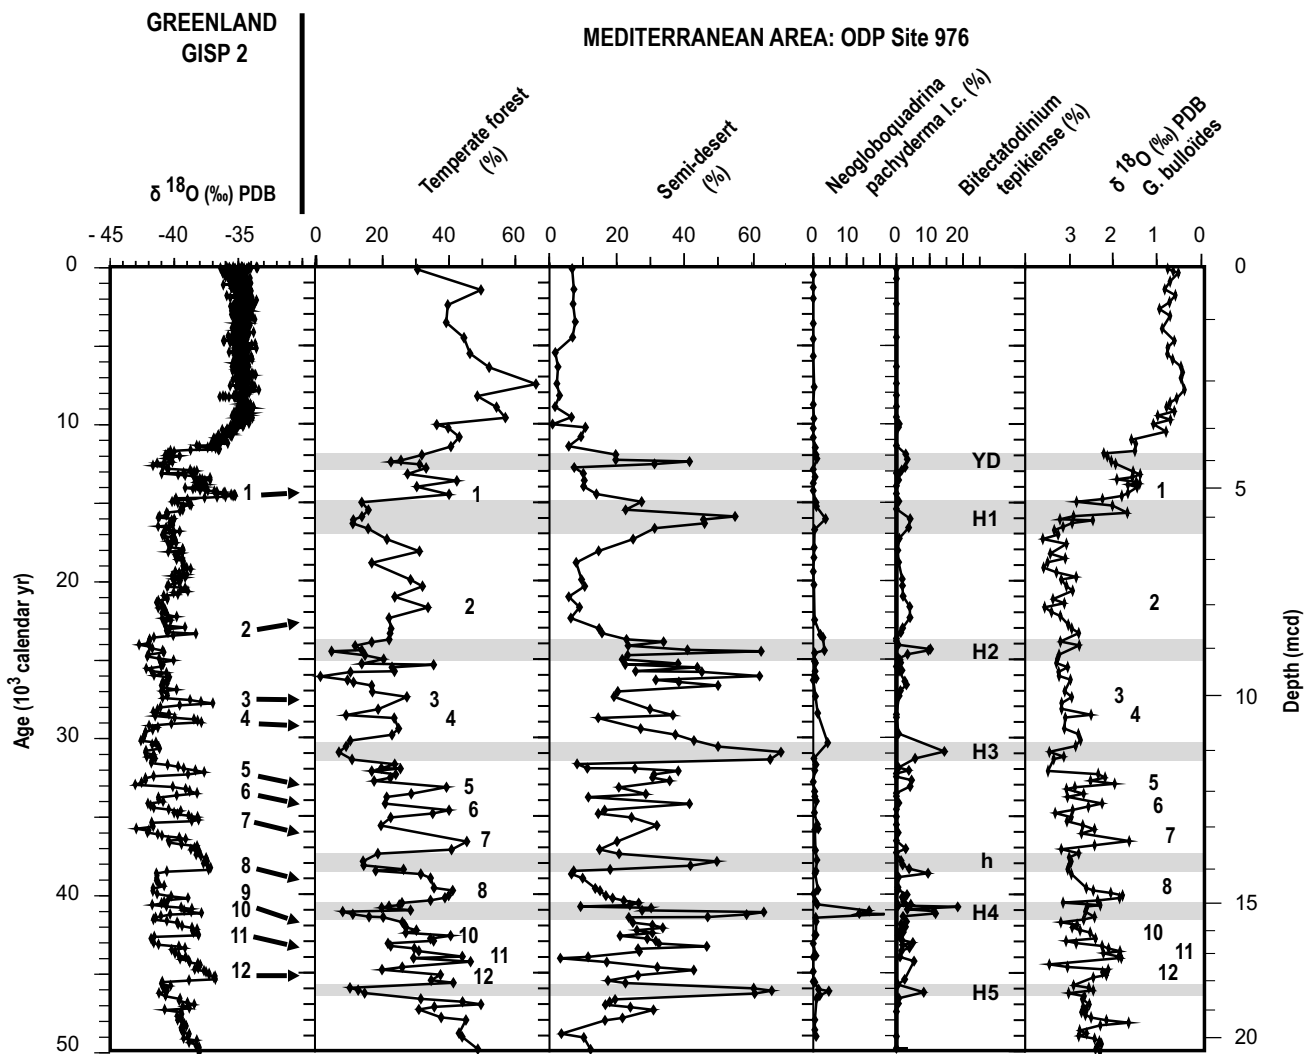 GREENLAND
GISP 2
MEDITERRANEAN AREA: ODP Site 976
Temperate forest
(%)
Semi-desert
(%)
Neogloboquadrina
pachyderma l.c. (%)
Bitectatodinium
tepikiense (%)
δ 18O (‰) PDB
G. bulloides
δ 18O (‰) PDB
- 45 -40 -35 0 20 40 60 0 20 40 60 0 10 0 10 20 3 2 1 0
Age (10³ calendar yr)
0
10
20
30
40
50
1
2
3
4
5
6
7
8
9
10
11
12
1
2
3
4
5
6
7
8
10
11
12
YD
H1
H2
H3
h
H4
H5
1
2
3
4
5
6
7
8
10
11
12
0
5
10
15
20
Depth (mcd)